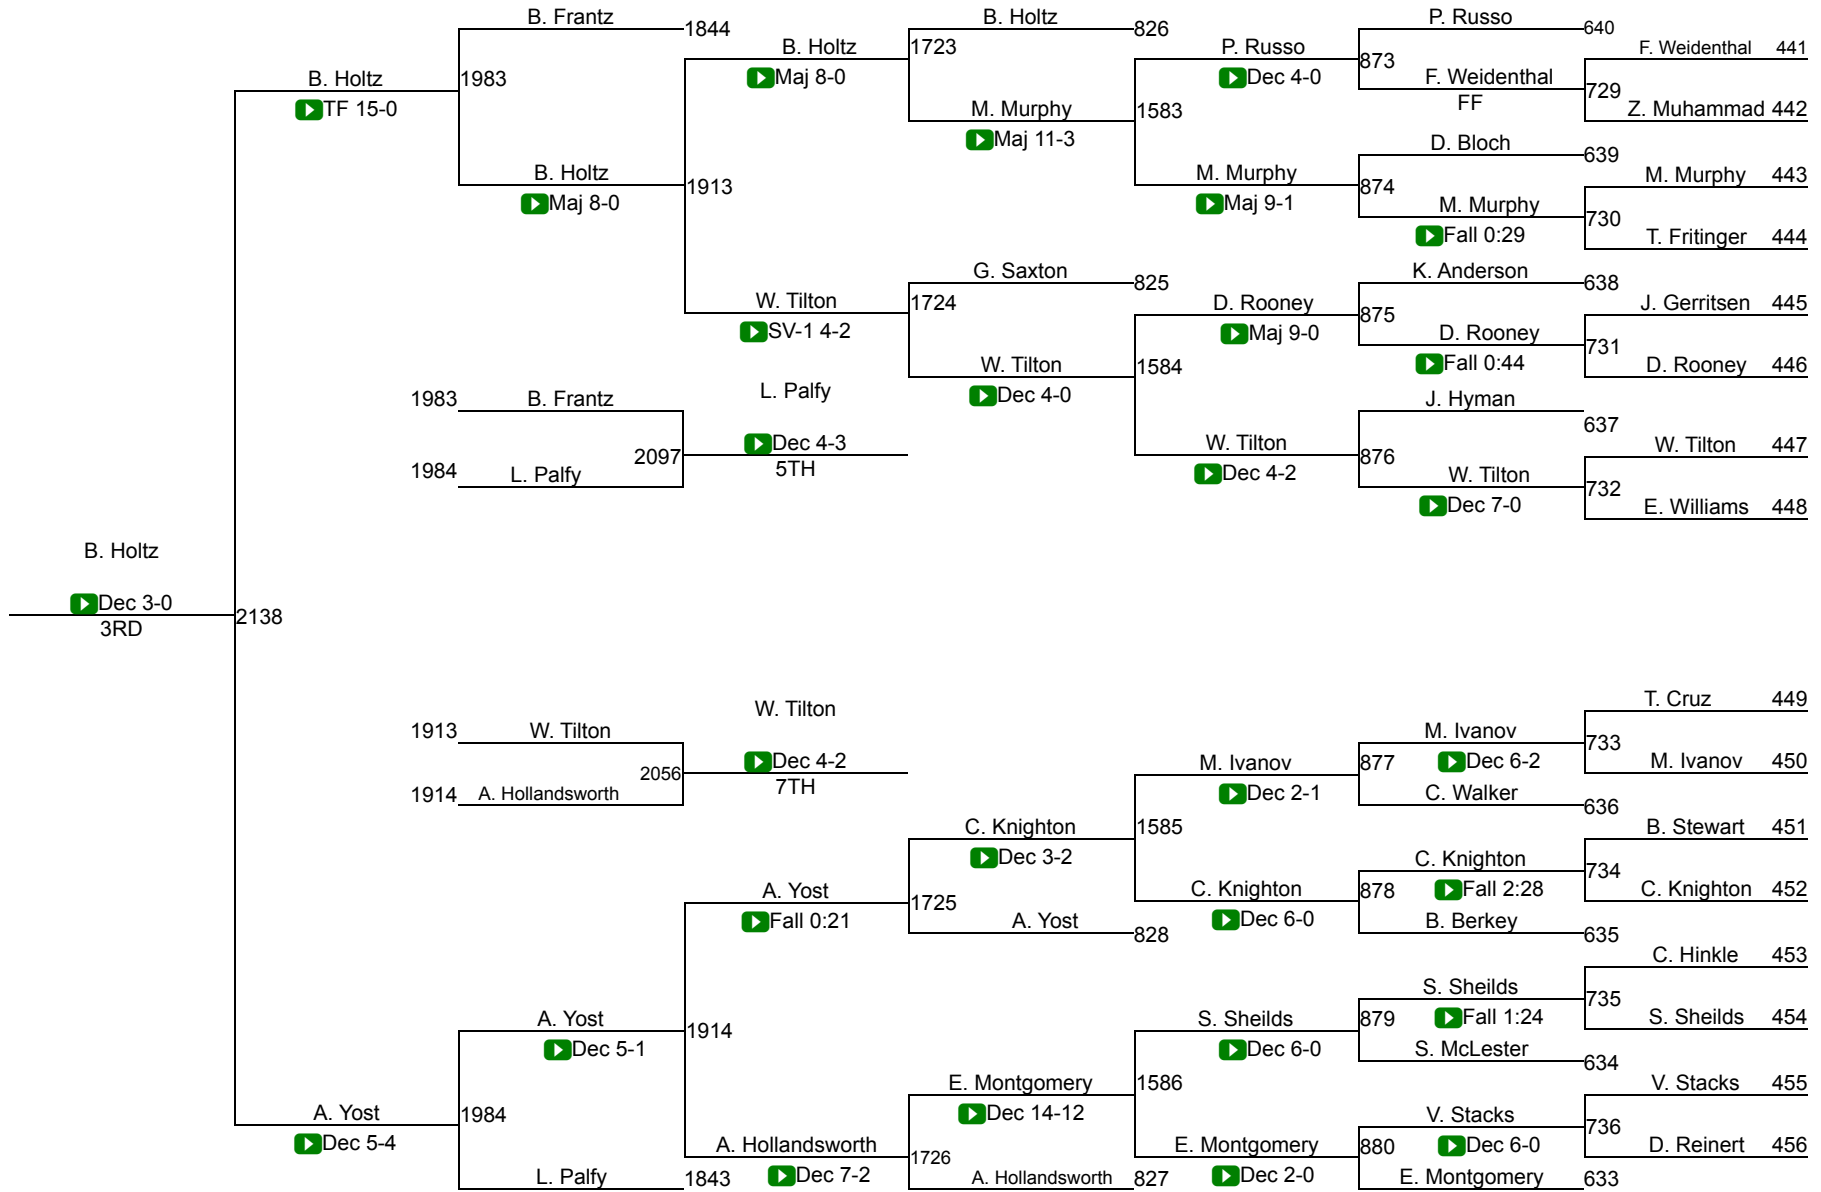 B. Frantz
1844
B. Holtz
826
P. Russo
640
B. Holtz
1723
P. Russo
873
F. Weidenthal 441
B. Holtz
1983
Maj 8-0
Dec 4-0
F. Weidenthal
FF
729
TF 15-0
M. Murphy
1583
Z. Muhammad 442
Maj 11-3
D. Bloch
639
B. Holtz
1913
M. Murphy
874
M. Murphy 443
Maj 8-0
Maj 9-1
M. Murphy
730
Fall 0:29
T. Fritinger 444
G. Saxton
825
K. Anderson
638
W. Tilton
1724
D. Rooney
875
J. Gerritsen 445
SV-1 4-2
Maj 9-0
D. Rooney
731
W. Tilton
1584
Fall 0:44
D. Rooney 446
1983
B. Frantz
L. Palfy
Dec 4-0
J. Hyman
637
2097
Dec 4-3
W. Tilton
876
W. Tilton 447
1984
L. Palfy
5TH
Dec 4-2
W. Tilton
732
Dec 7-0
E. Williams 448
B. Holtz
Dec 3-0
2138
3RD
T. Cruz 449
1913
W. Tilton
W. Tilton
M. Ivanov
733
2056
Dec 4-2
M. Ivanov
877
Dec 6-2
M. Ivanov 450
1914
A. Hollandsworth
7TH
Dec 2-1
C. Walker
636
C. Knighton
1585
B. Stewart 451
Dec 3-2
C. Knighton
734
A. Yost
1725
C. Knighton
878
Fall 2:28
C. Knighton 452
Fall 0:21
A. Yost
828
Dec 6-0
B. Berkey
635
C. Hinkle 453
S. Sheilds
735
A. Yost
1914
S. Sheilds
879
Fall 1:24
S. Sheilds 454
Dec 5-1
Dec 6-0
S. McLester
634
E. Montgomery
1586
V. Stacks 455
A. Yost
1984
Dec 14-12
V. Stacks
736
Dec 5-4
A. Hollandsworth
1726
E. Montgomery
880
Dec 6-0
D. Reinert 456
L. Palfy
1843
Dec 7-2
A. Hollandsworth
827
Dec 2-0
E. Montgomery
633